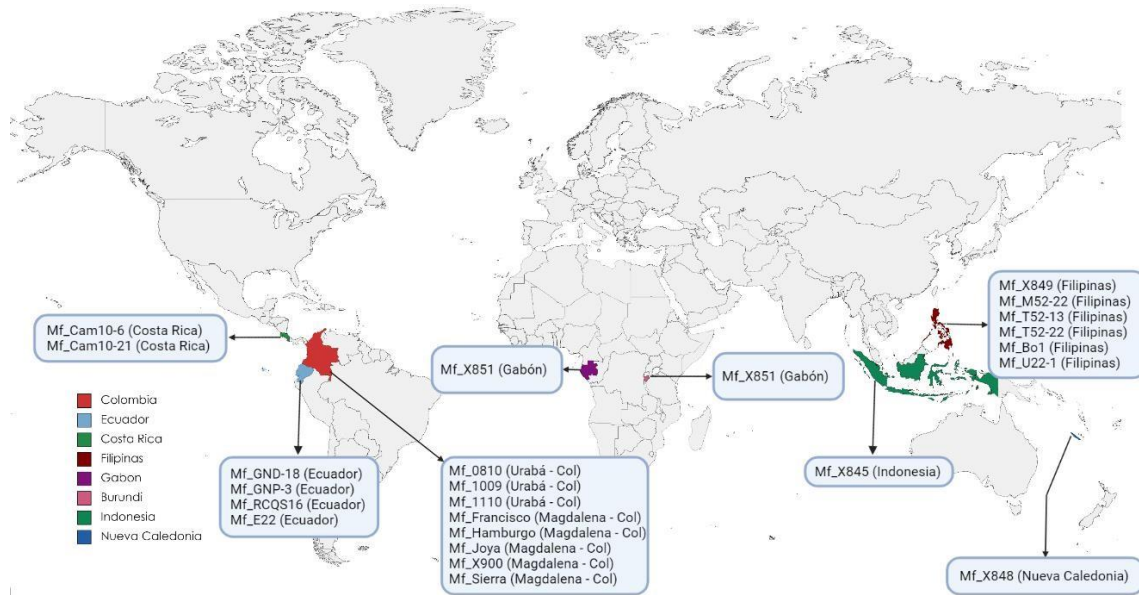 Mf_X849 (Filipinas)
Mf_M52-22 (Filipinas)
Mf_T52-13 (Filipinas)
Mf_T52-22 (Filipinas)
Mf_Bo1 (Filipinas)
Mf_U22-1 (Filipinas)
Mf_Cam10-6 (Costa Rica)
Mf_Cam10-21 (Costa Rica)
Mf_X851 (Gabón)
Mf_X851 (Gabón)
Colombia
Ecuador
Costa Rica
Filipinas
Gabon
Burundi
Indonesia
Nueva Caledonia
Mf_GND-18 (Ecuador)
Mf_GNP-3 (Ecuador)
Mf_RCQS16 (Ecuador)
Mf_E22 (Ecuador)
Mf_0810 (Urabá - Col)
Mf_1009 (Urabá - Col)
Mf_1110 (Urabá - Col)
Mf_Francisco (Magdalena - Col)
Mf_Hamburgo (Magdalena - Col)
Mf_Joya (Magdalena - Col)
Mf_X900 (Magdalena - Col)
Mf_Sierra (Magdalena - Col)
Mf_X845 (Indonesia)
Mf_X848 (Nueva Caledonia)